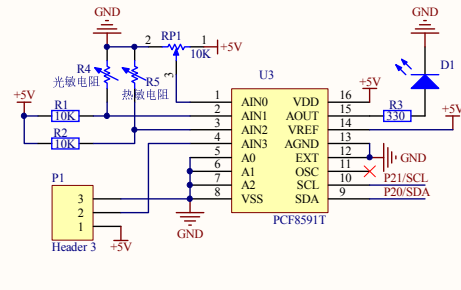 GND
GND
RP1
2
1
+5V
10K
3
R4
光敏电阻
R5
热敏电阻
D1
U3
+5V
R1
10K
R2
10K
+5V
R3
330
+5V
1 AIN0 VDD 16
2 AIN1 AOUT 15
3 AIN2 VREF 14
4 AIN3 AGND 13
5 A0 EXT 12
6 A1 OSC 11
7 A2 SCL 10
8 VSS SDA 9
GND
P21/SCL
P20/SDA
PCF8591T
GND
P1
3
2
1
Header 3
+5V